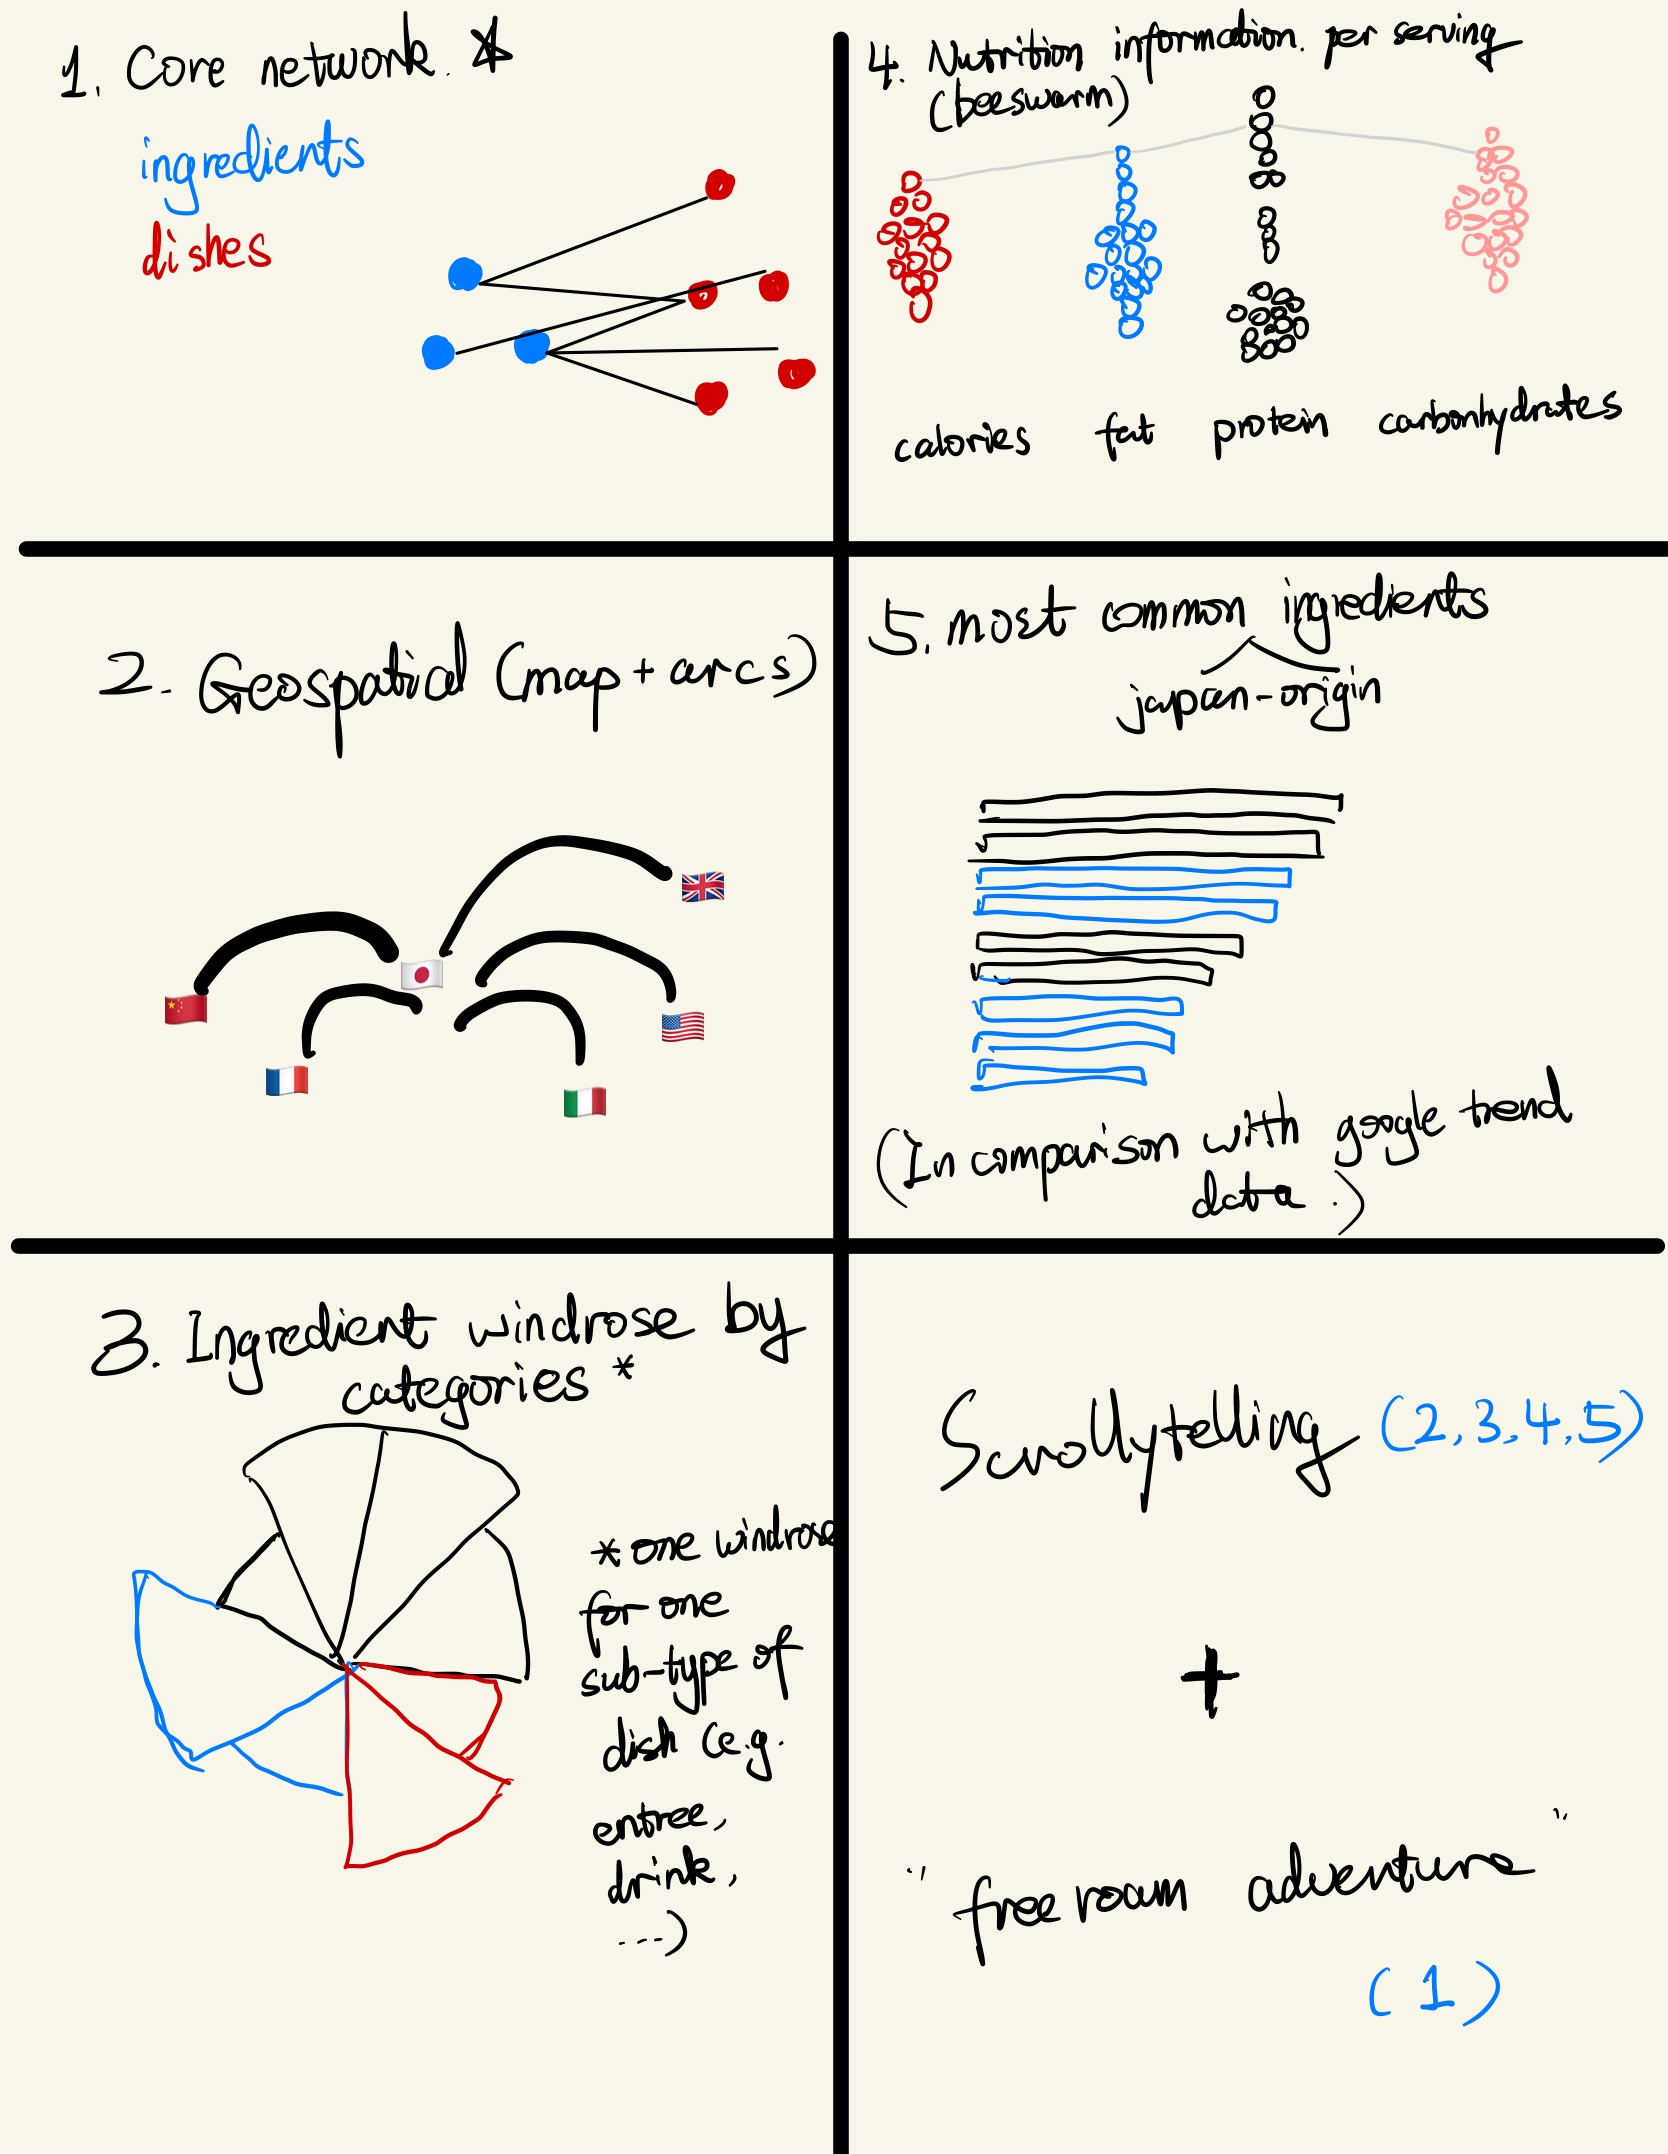 1. Core network.
ingredients
dishes
2. Geospatial (map + arcs)
3. Ingredient windrose by
categories *
* one windrose
for one
sub-type of
dish (e.g.
entree,
drink,
...)
4. Nutrition information. per serving
(beeswarm)
calories fat protein carbonhydrates
5. most common ingredients
japan-origin
(In comparison with google trend
data.)
Scrollytelling (2,3,4,5)
+
"free roam adventure"
(1)